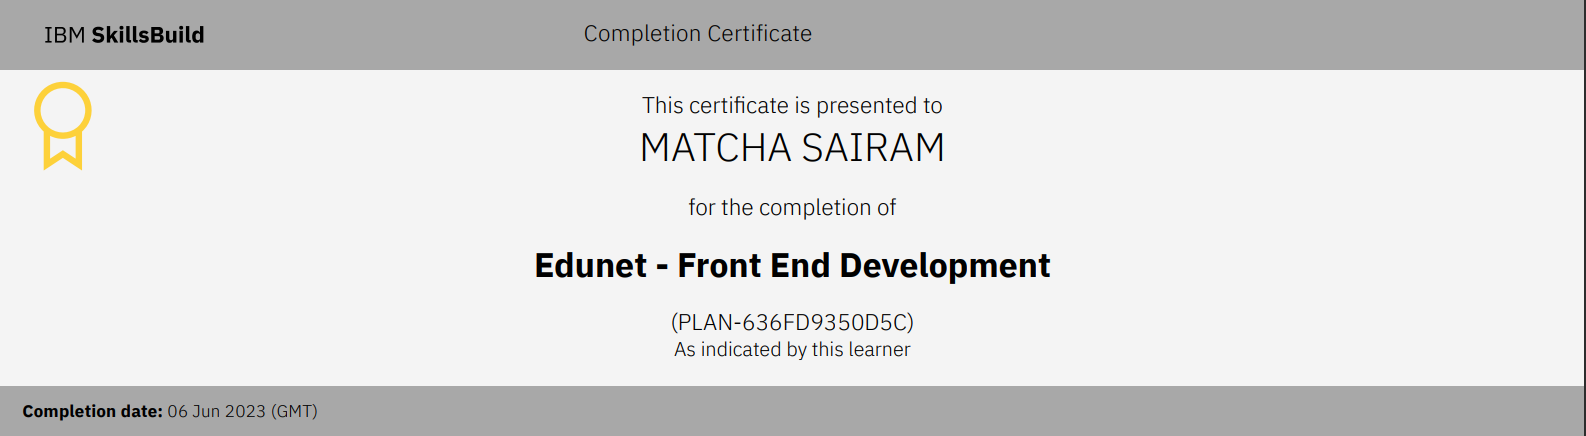 IBM SkillsBuild
Completion Certificate
This certificate is presented to
MATCHA SAIRAM
for the completion of
Edunet - Front End Development
(PLAN-636FD9350D5C)
As indicated by this learner
Completion date: 06 Jun 2023 (GMT)